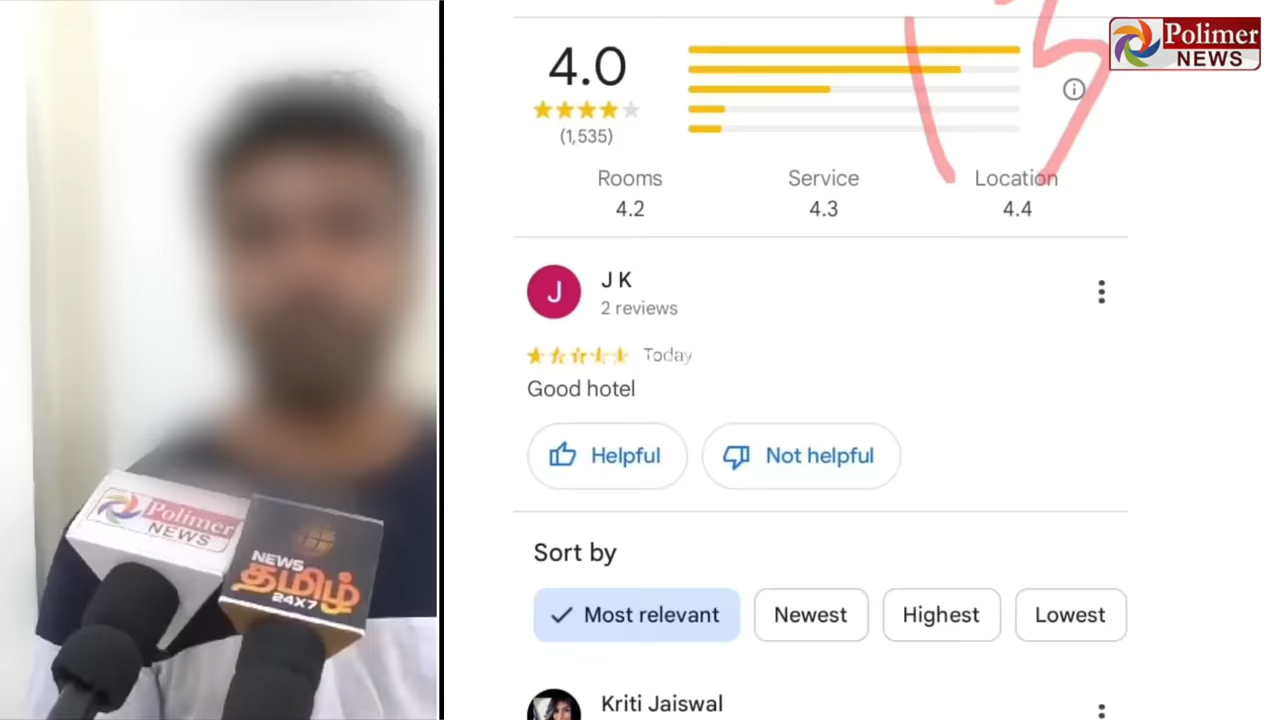 Polimer
NEWS
4.0
(1,535)
Rooms
Service
Location
4.2
4.3
4.4
J
J K
2 reviews
Today
Good hotel
Helpful
Not helpful
Polimer
NEWS
NEWS
தமிழ்
24X7
Sort by
Most relevant
Newest
Highest
Lowest
Kriti Jaiswal